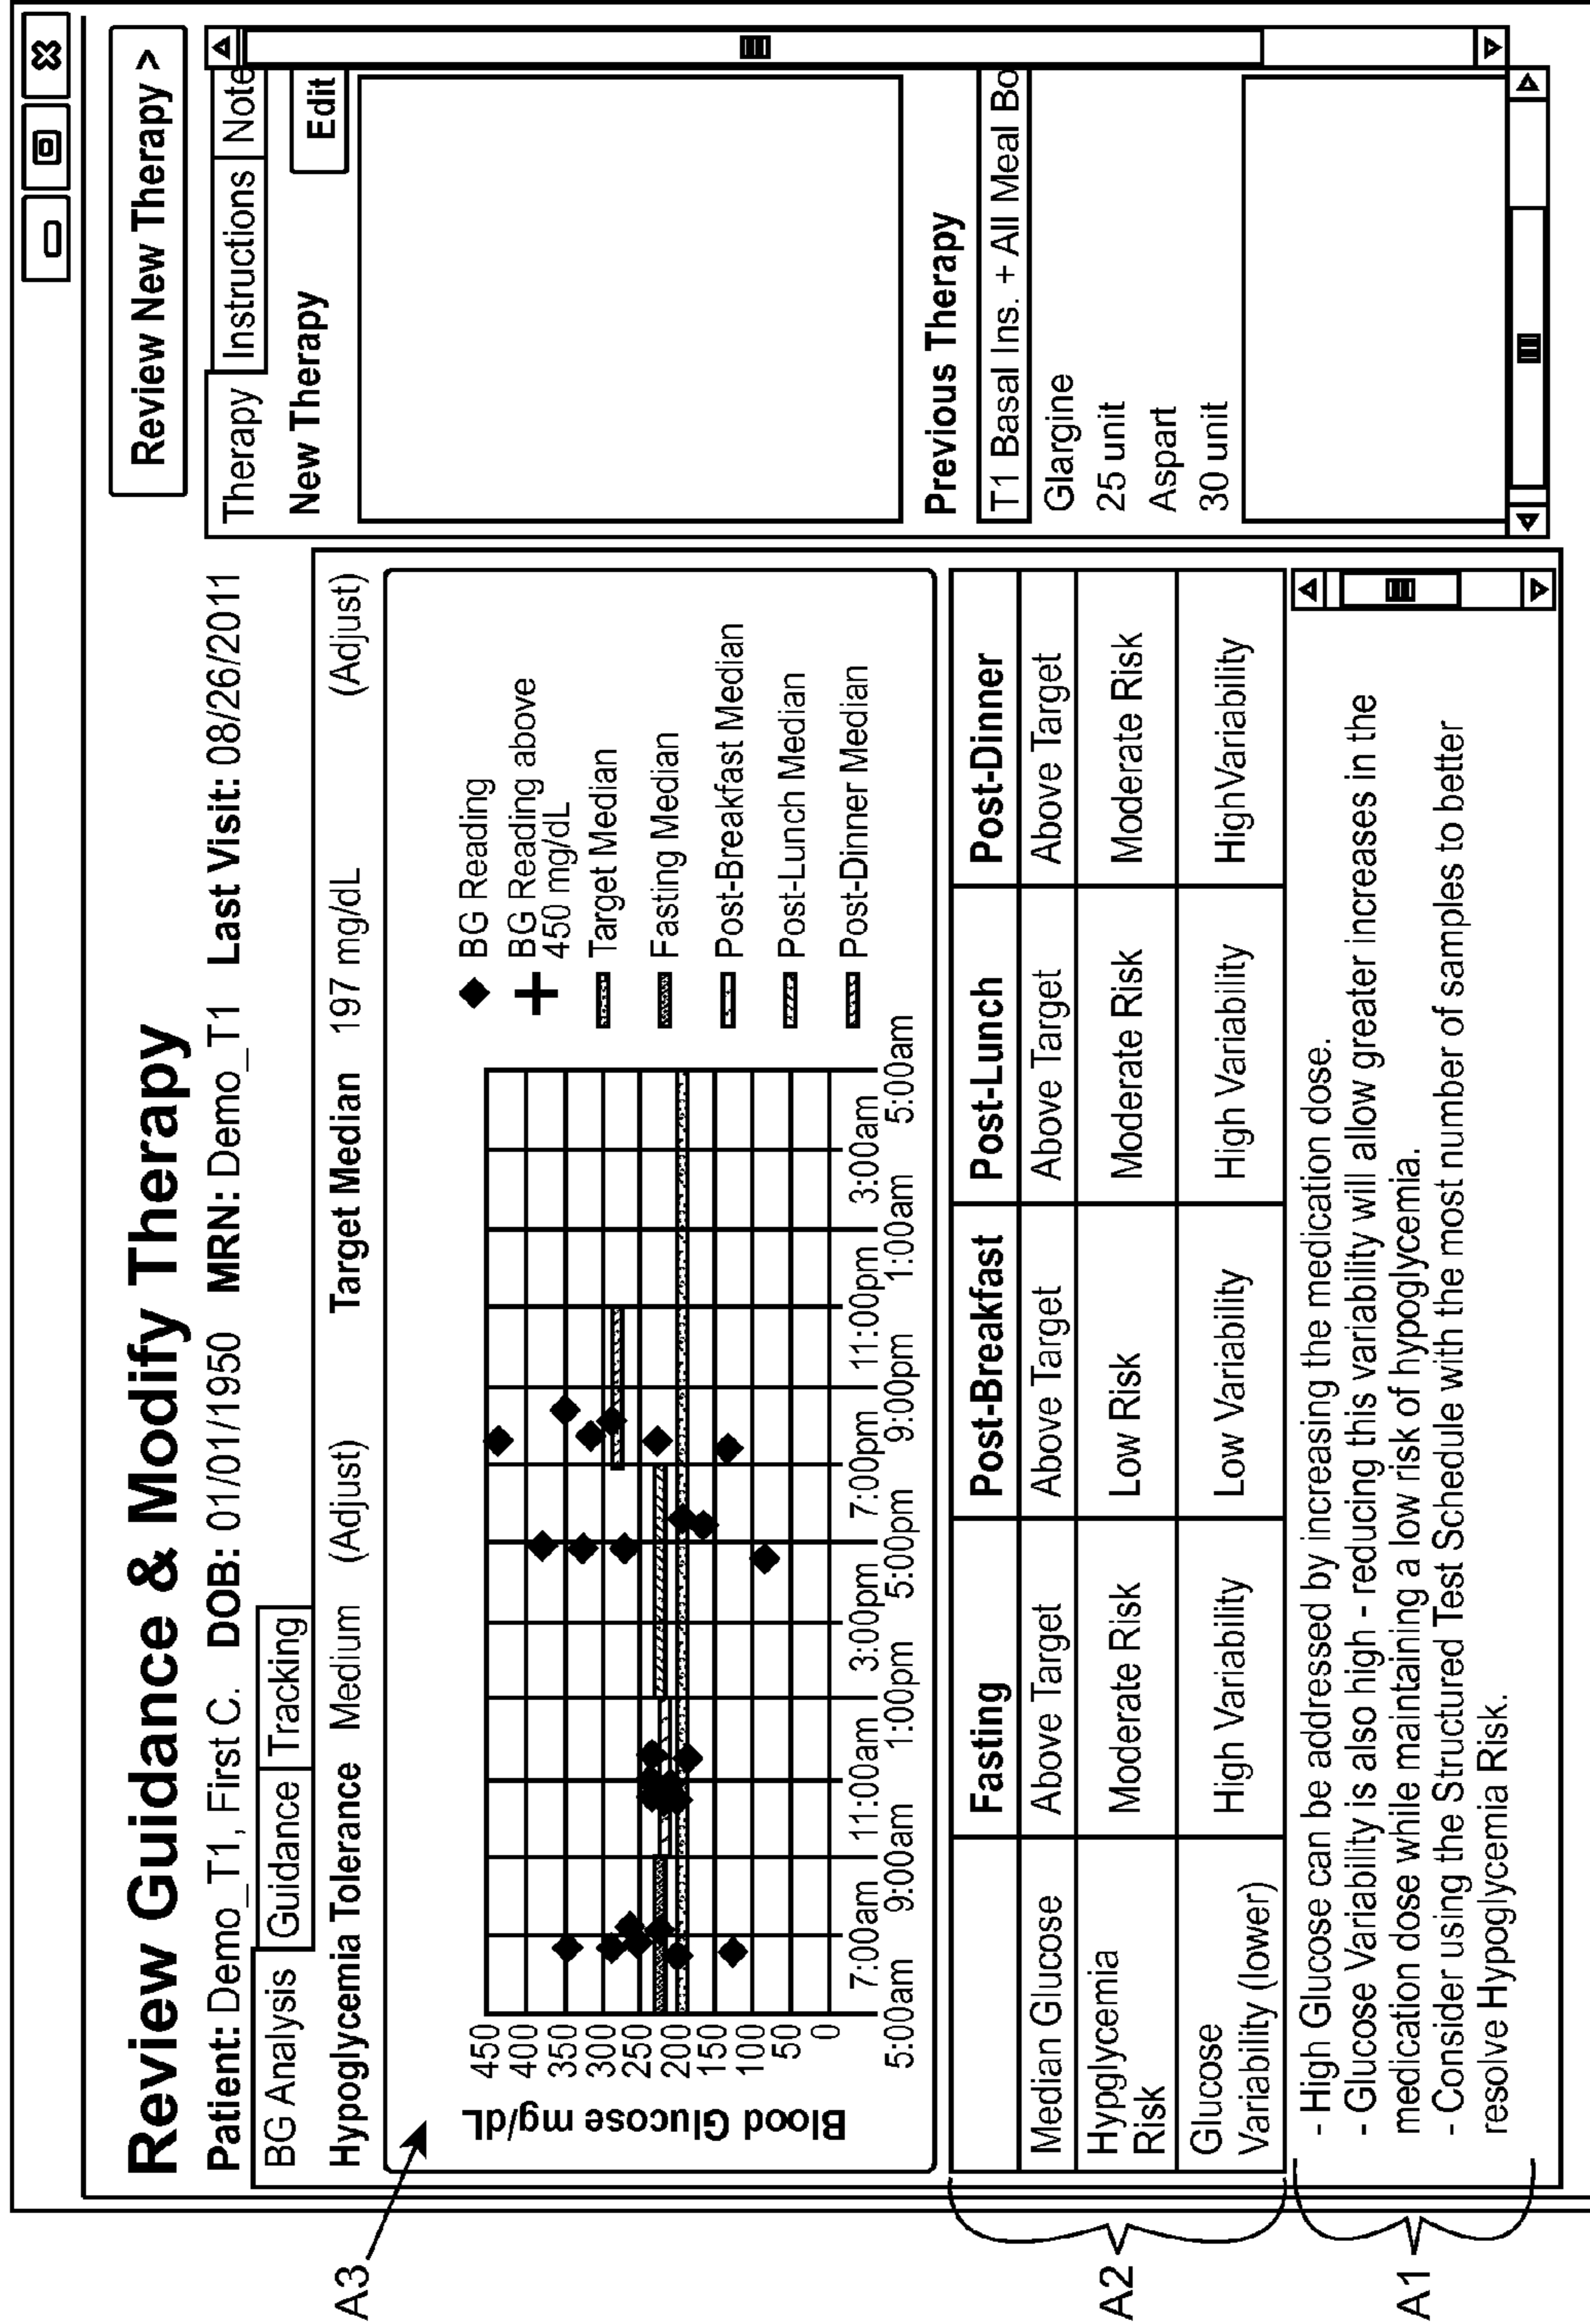 Review Guidance & Modify Therapy
Review New Therapy >
Patient: Demo_T1, First C. DOB: 01/01/1950 MRN: Demo_T1 Last Visit: 08/26/2011
BG Analysis Guidance Tracking
Hypoglycemia Tolerance Medium (Adjust) Target Median 197 mg/dL (Adjust)
A3
Blood Glucose mg/dL
450
400
350
300
250
200
150
100
50
0
5:00am 7:00am 9:00am 11:00am 1:00pm 3:00pm 5:00pm 7:00pm 9:00pm 11:00pm 1:00am 3:00am 5:00am
BG Reading
BG Reading above
450 mg/dL
Target Median
Fasting Median
Post-Breakfast Median
Post-Lunch Median
Post-Dinner Median
A2
Fasting Post-Breakfast Post-Lunch Post-Dinner
Median Glucose Above Target Above Target Above Target Above Target
Hypglycemia
Risk Moderate Risk Low Risk Moderate Risk Moderate Risk
Glucose
Variability (lower) High Variability Low Variability High Variability HighVariability
A1
- High Glucose can be addressed by increasing the medication dose.
- Glucose Variability is also high - reducing this variability will allow greater increases in the
medication dose while maintaining a low risk of hypoglycemia.
- Consider using the Structured Test Schedule with the most number of samples to better
resolve Hypoglycemia Risk.
Therapy Instructions Note
New Therapy Edit
Previous Therapy
T1 Basal Ins. + All Meal Bo
Glargine
25 unit
Aspart
30 unit